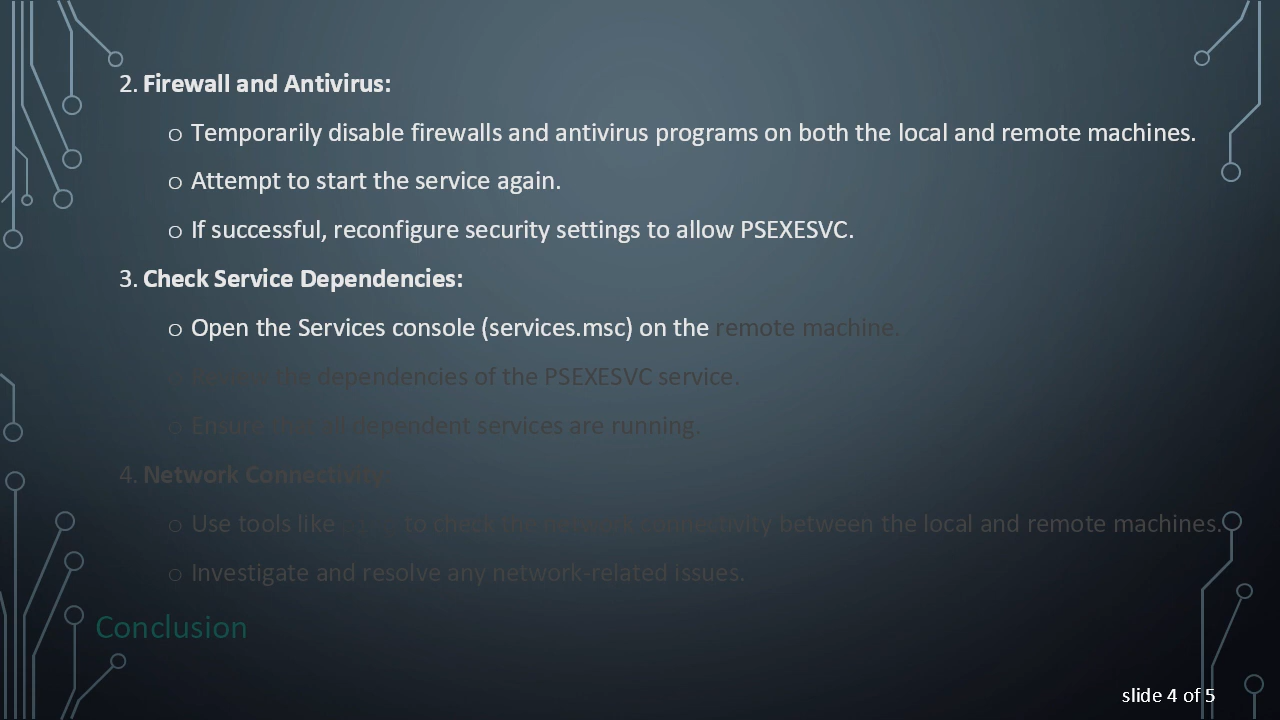 2. Firewall and Antivirus:
o Temporarily disable firewalls and antivirus programs on both the local and remote machines.
o Attempt to start the service again.
o If successful, reconfigure security settings to allow PSEXESVC.
3. Check Service Dependencies:
o Open the Services console (services.msc) on the remote machine.
the dependencies of the PSEXESVC service.
o Ensure that all dependent services are running.
4. Network Connectivity
o Use tools like to check the network connectivity between the local and remote machines.
o Investigate and resolve any network-related issues.
Conclusion
slide 4 of 5